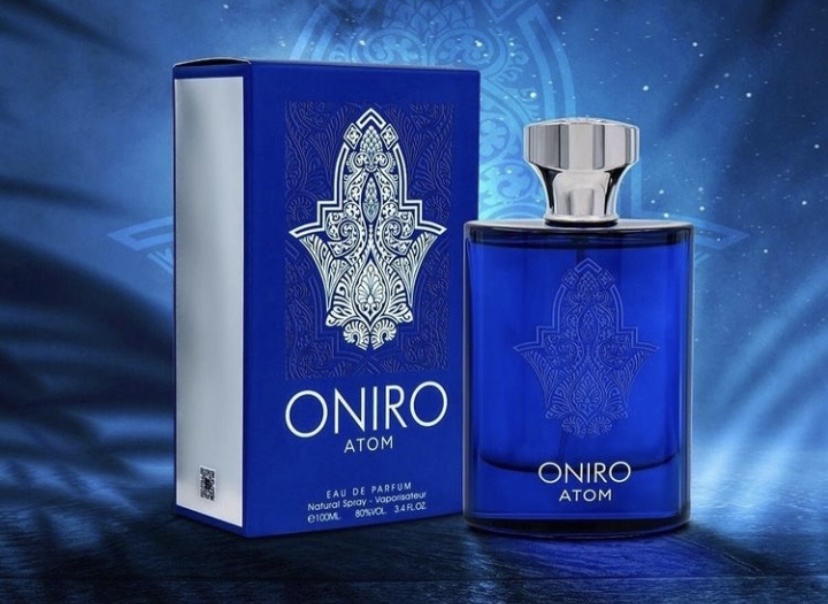 ONIRO
ATOM
EAU DE PARFUM
Natural Spray - Vaporisateur
℮100ML. 80%VOL. 3.4 FL.OZ.
ONIRO
ATOM